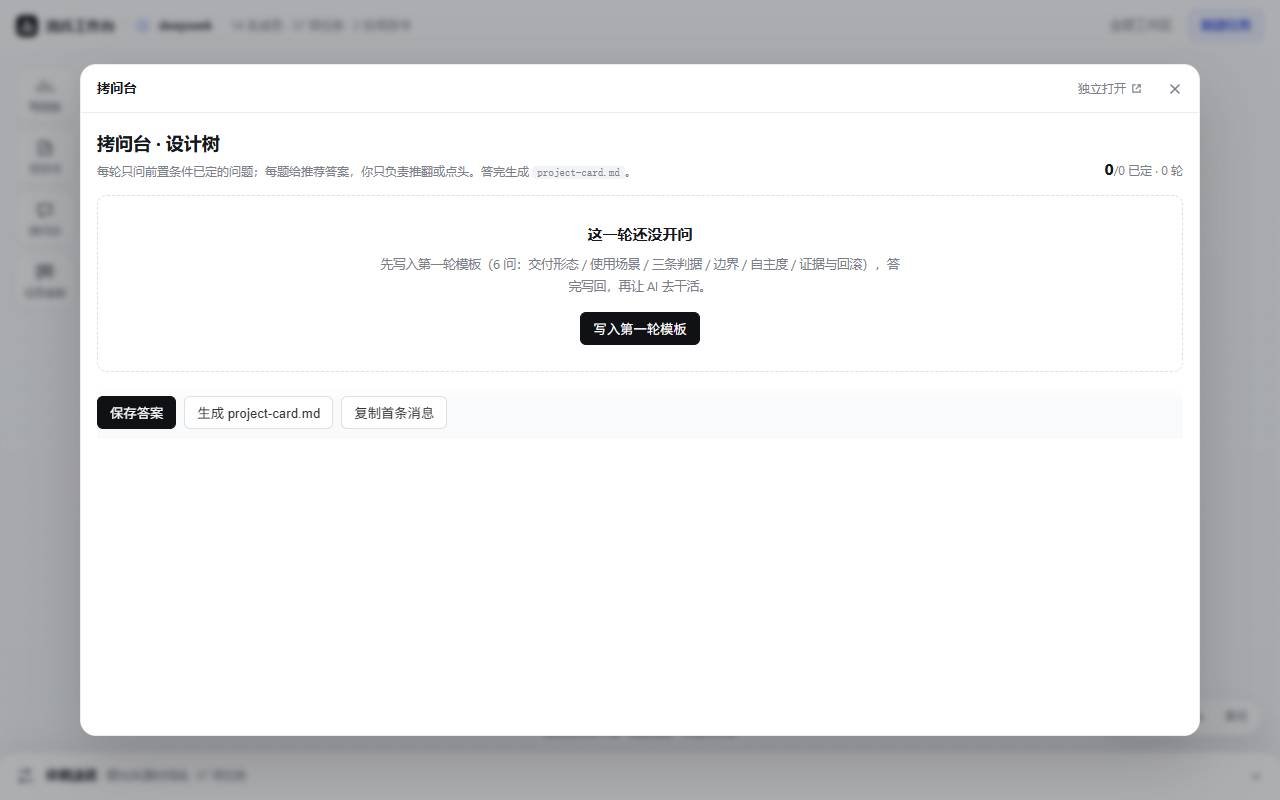 拷问台
独立打开
拷问台 · 设计树
每轮只问前置条件已定的问题；每题给推荐答案，你只负责推翻或点头。答完生成 project-card.md 。
0/0 已定 · 0 轮
这一轮还没开问
先写入第一轮模板（6 问：交付形态 / 使用场景 / 三条判据 / 边界 / 自主度 / 证据与回滚），答
完写回，再让 AI 去干活。
写入第一轮模板
保存答案
生成 project-card.md
复制首条消息